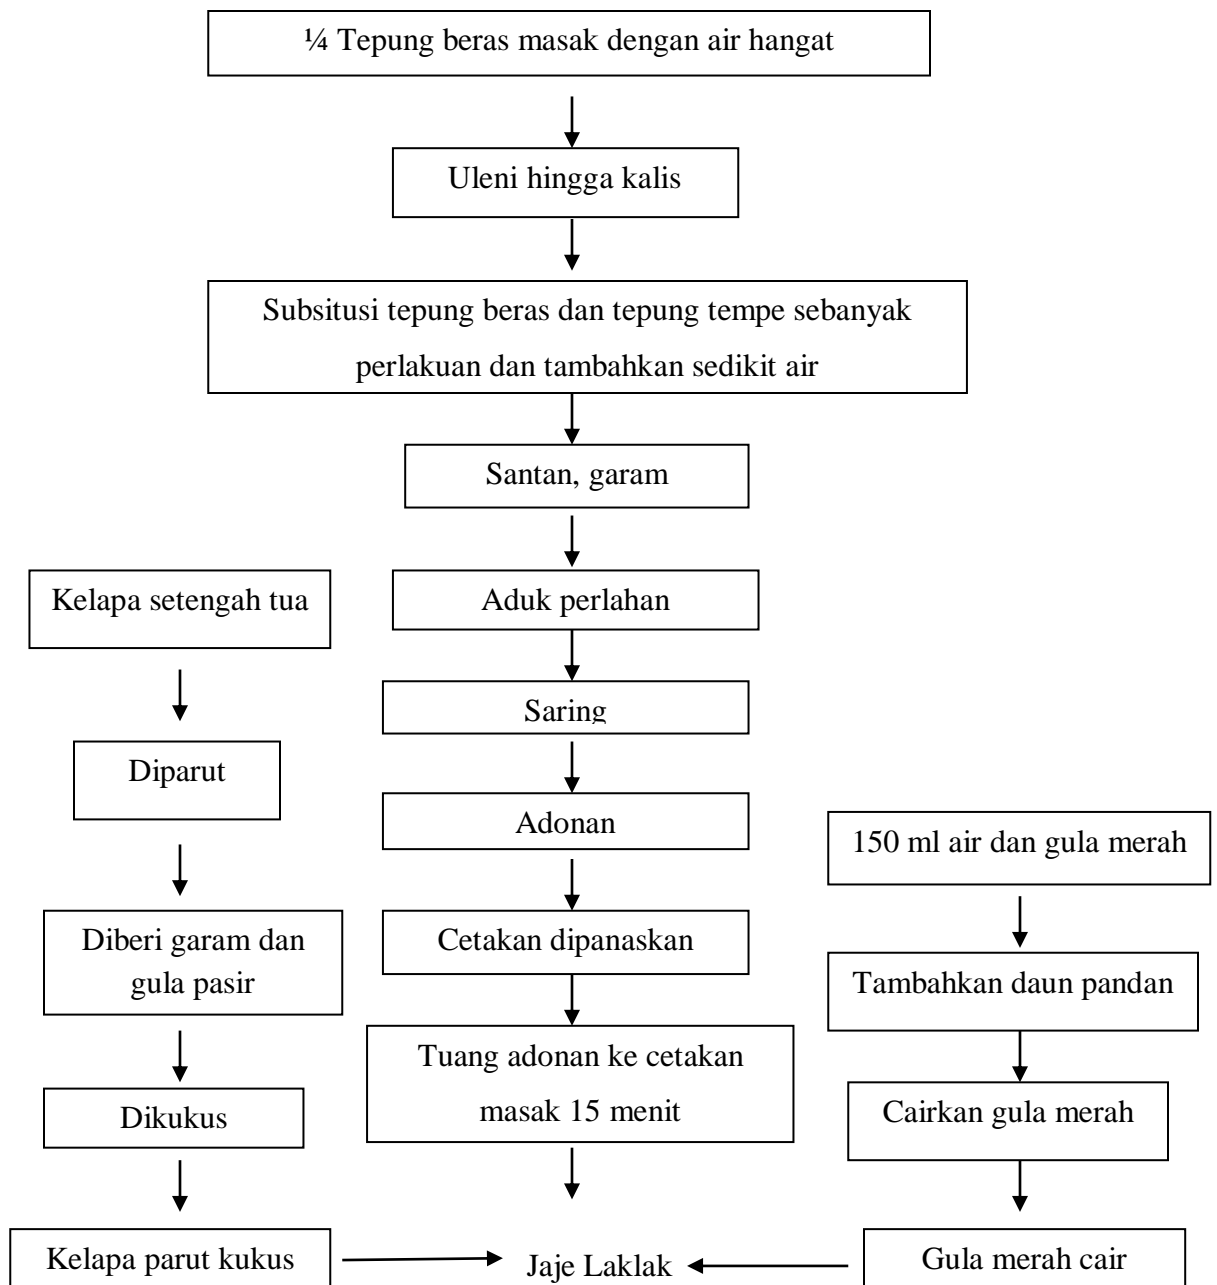 ¼ Tepung beras masak dengan air hangat
Uleni hingga kalis
Subsitusi tepung beras dan tepung tempe sebanyak
perlakuan dan tambahkan sedikit air
Santan, garam
Aduk perlahan
Saring
Adonan
Cetakan dipanaskan
Tuang adonan ke cetakan
masak 15 menit
Kelapa setengah tua
Diparut
Diberi garam dan
gula pasir
Dikukus
Kelapa parut kukus
150 ml air dan gula merah
Tambahkan daun pandan
Cairkan gula merah
Gula merah cair
Jaje Laklak